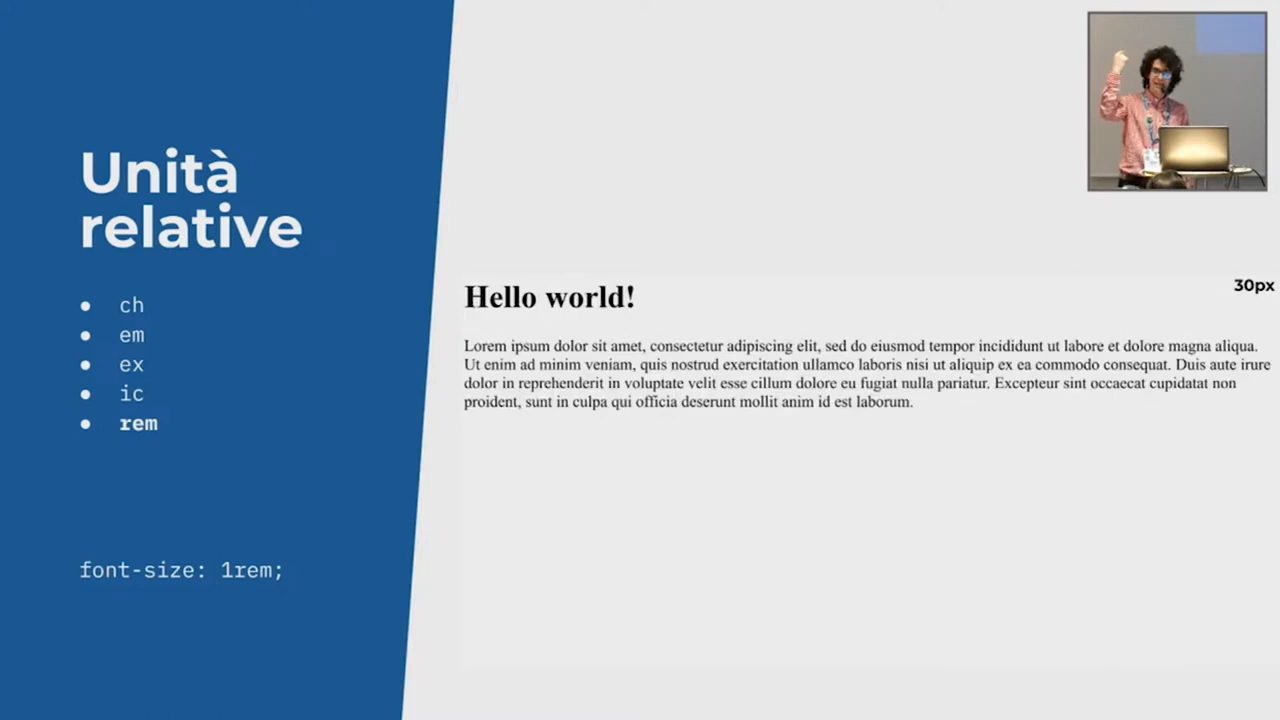 Unità
relative
● ch
● em
● ex
● ic
● rem
font-size: 1rem;
30px
Hello world!
Lorem ipsum dolor sit amet, consectetur adipiscing elit, sed do eiusmod tempor incididunt ut labore et dolore magna aliqua.
Ut enim ad minim veniam, quis nostrud exercitation ullamco laboris nisi ut aliquip ex ea commodo consequat. Duis aute irure
dolor in reprehenderit in voluptate velit esse cillum dolore eu fugiat nulla pariatur. Excepteur sint occaecat cupidatat non
proident, sunt in culpa qui officia deserunt mollit anim id est laborum.